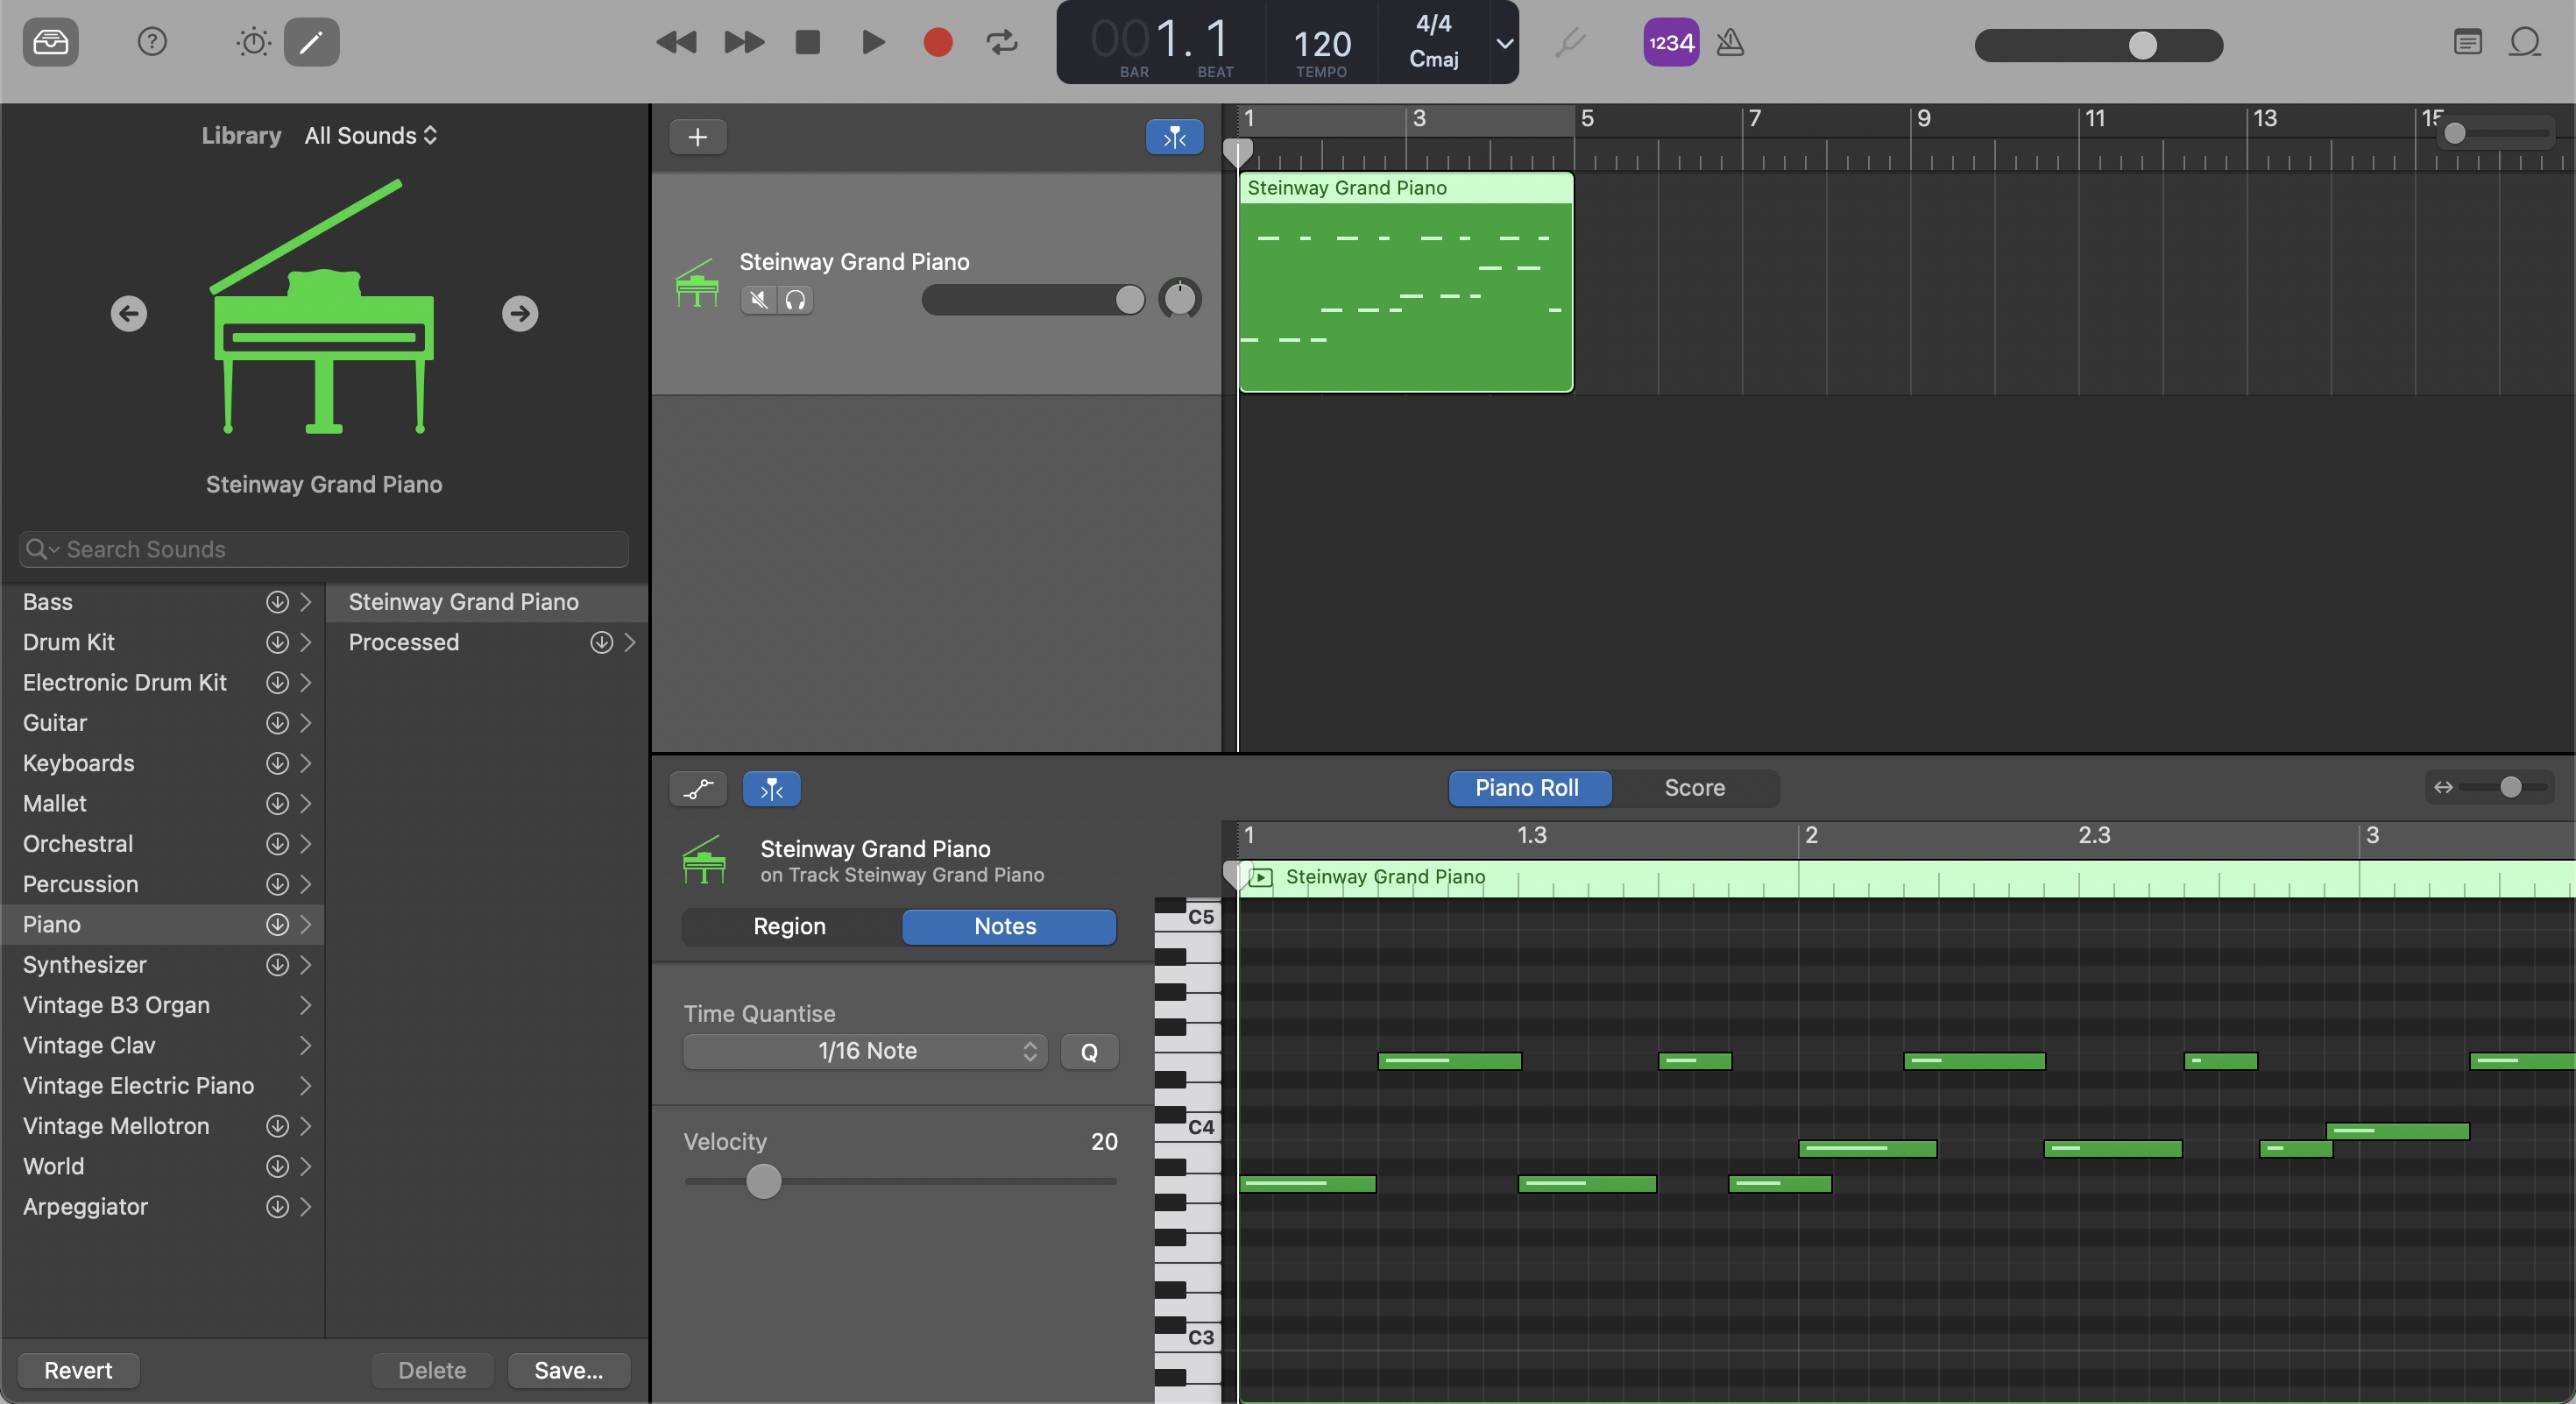 001. 1
BAR
BEAT
120
TEMPO
4/4
Cmaj
1234
Library All Sounds
Steinway Grand Piano
Search Sounds
Bass
Drum Kit
Electronic Drum Kit
Guitar
Keyboards
Mallet
Orchestral
Percussion
Piano
Synthesizer
Vintage B3 Organ
Vintage Clav
Vintage Electric Piano
Vintage Mellotron
World
Arpeggiator
Steinway Grand Piano
Processed
Revert
Delete
Save...
1 3 5 7 9 11 13 15
Steinway Grand Piano
Steinway Grand Piano
Piano Roll
Score
Steinway Grand Piano
on Track Steinway Grand Piano
Region
Notes
Time Quantise
1/16 Note
Q
Velocity 20
1 1.3 2 2.3 3
Steinway Grand Piano
C5
C4
C3